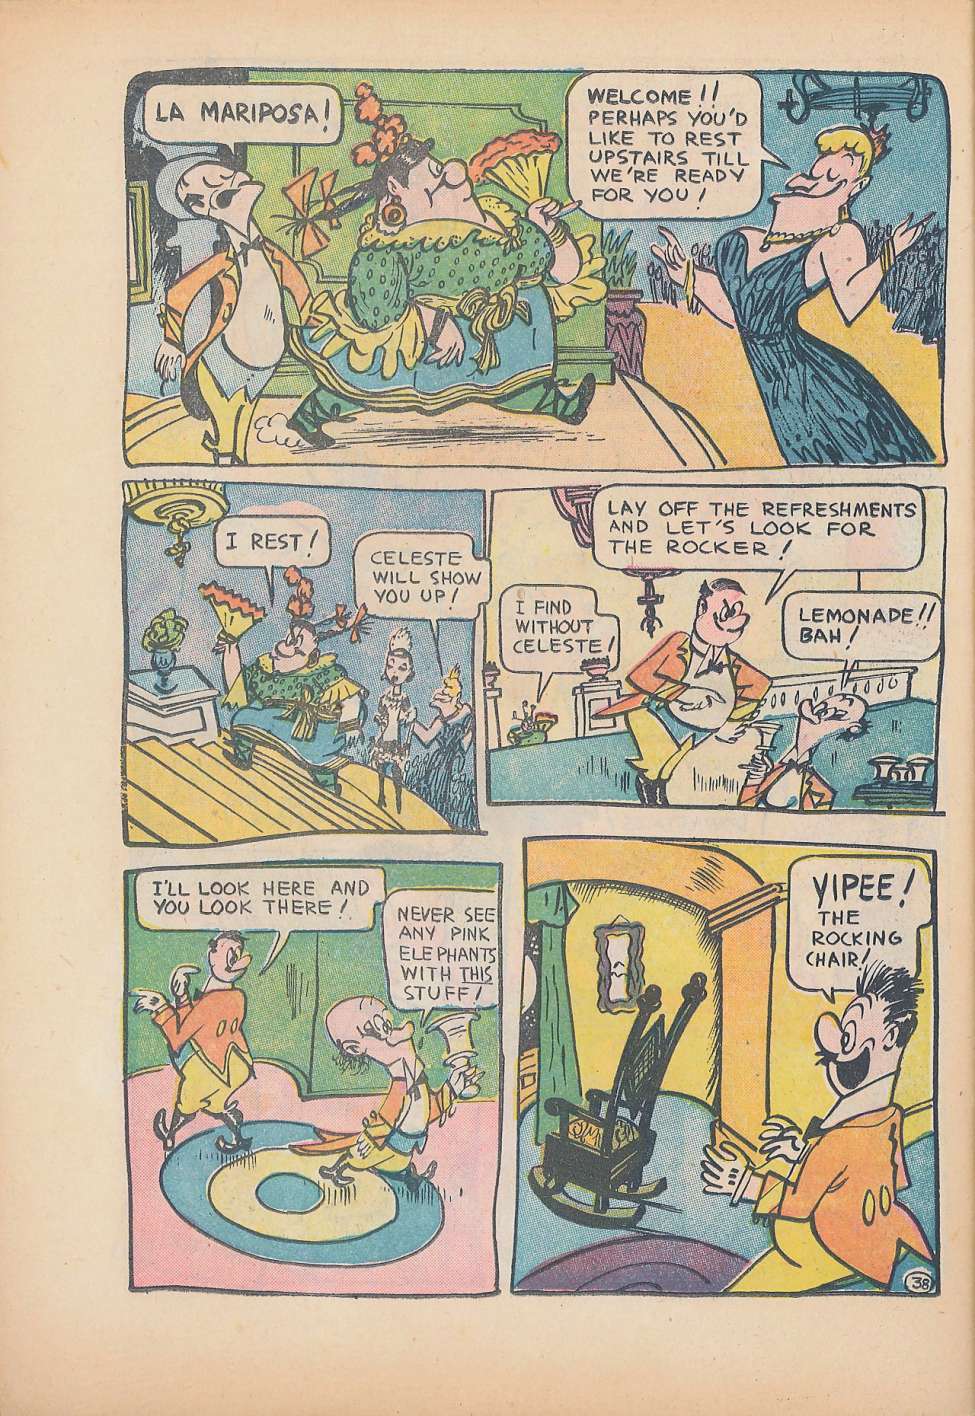 LA MARIPOSA!
WELCOME!!
PERHAPS YOU'D
LIKE TO REST
UPSTAIRS TILL
WE'RE READY
FOR YOU!
I REST!
CELESTE
WILL SHOW
YOU UP!
LAY OFF THE REFRESHMENTS
AND LET'S LOOK FOR
THE ROCKER!
I FIND
WITHOUT
CELESTE!
LEMONADE!!
BAH!
I'LL LOOK HERE AND
YOU LOOK THERE!
NEVER SEE
ANY PINK
ELEPHANTS
WITH THIS
STUFF!
YIPEE!
THE
ROCKING
CHAIR!
38